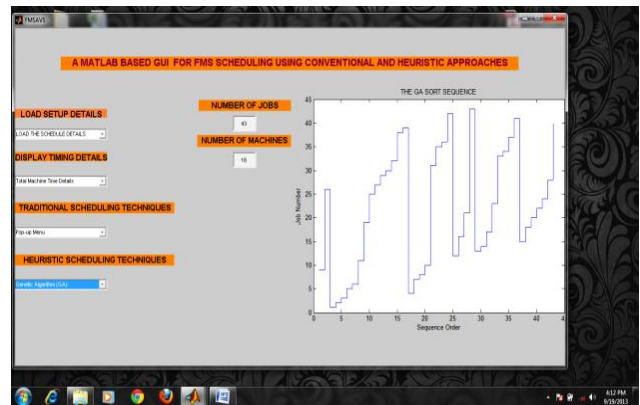 FMSAVS
A MATLAB BASED GUI FOR FMS SCHEDULING USING CONVENTIONAL AND HEURISTIC APPROACHES
LOAD SETUP DETAILS
LOAD THE SCHEDULE DETAILS
DISPLAY TIMING DETAILS
Total Machine Time Details
TRADITIONAL SCHEDULING TECHNIQUES
Pop-up Menu
HEURISTIC SCHEDULING TECHNIQUES
Genetic Algorithm (GA)
NUMBER OF JOBS
43
NUMBER OF MACHINES
16
THE GA SORT SEQUENCE
45
40
35
30
25
20
15
10
5
0
Job Number
0 5 10 15 20 25 30 35 40 4
Sequence Order
4:12 PM
9/19/2013